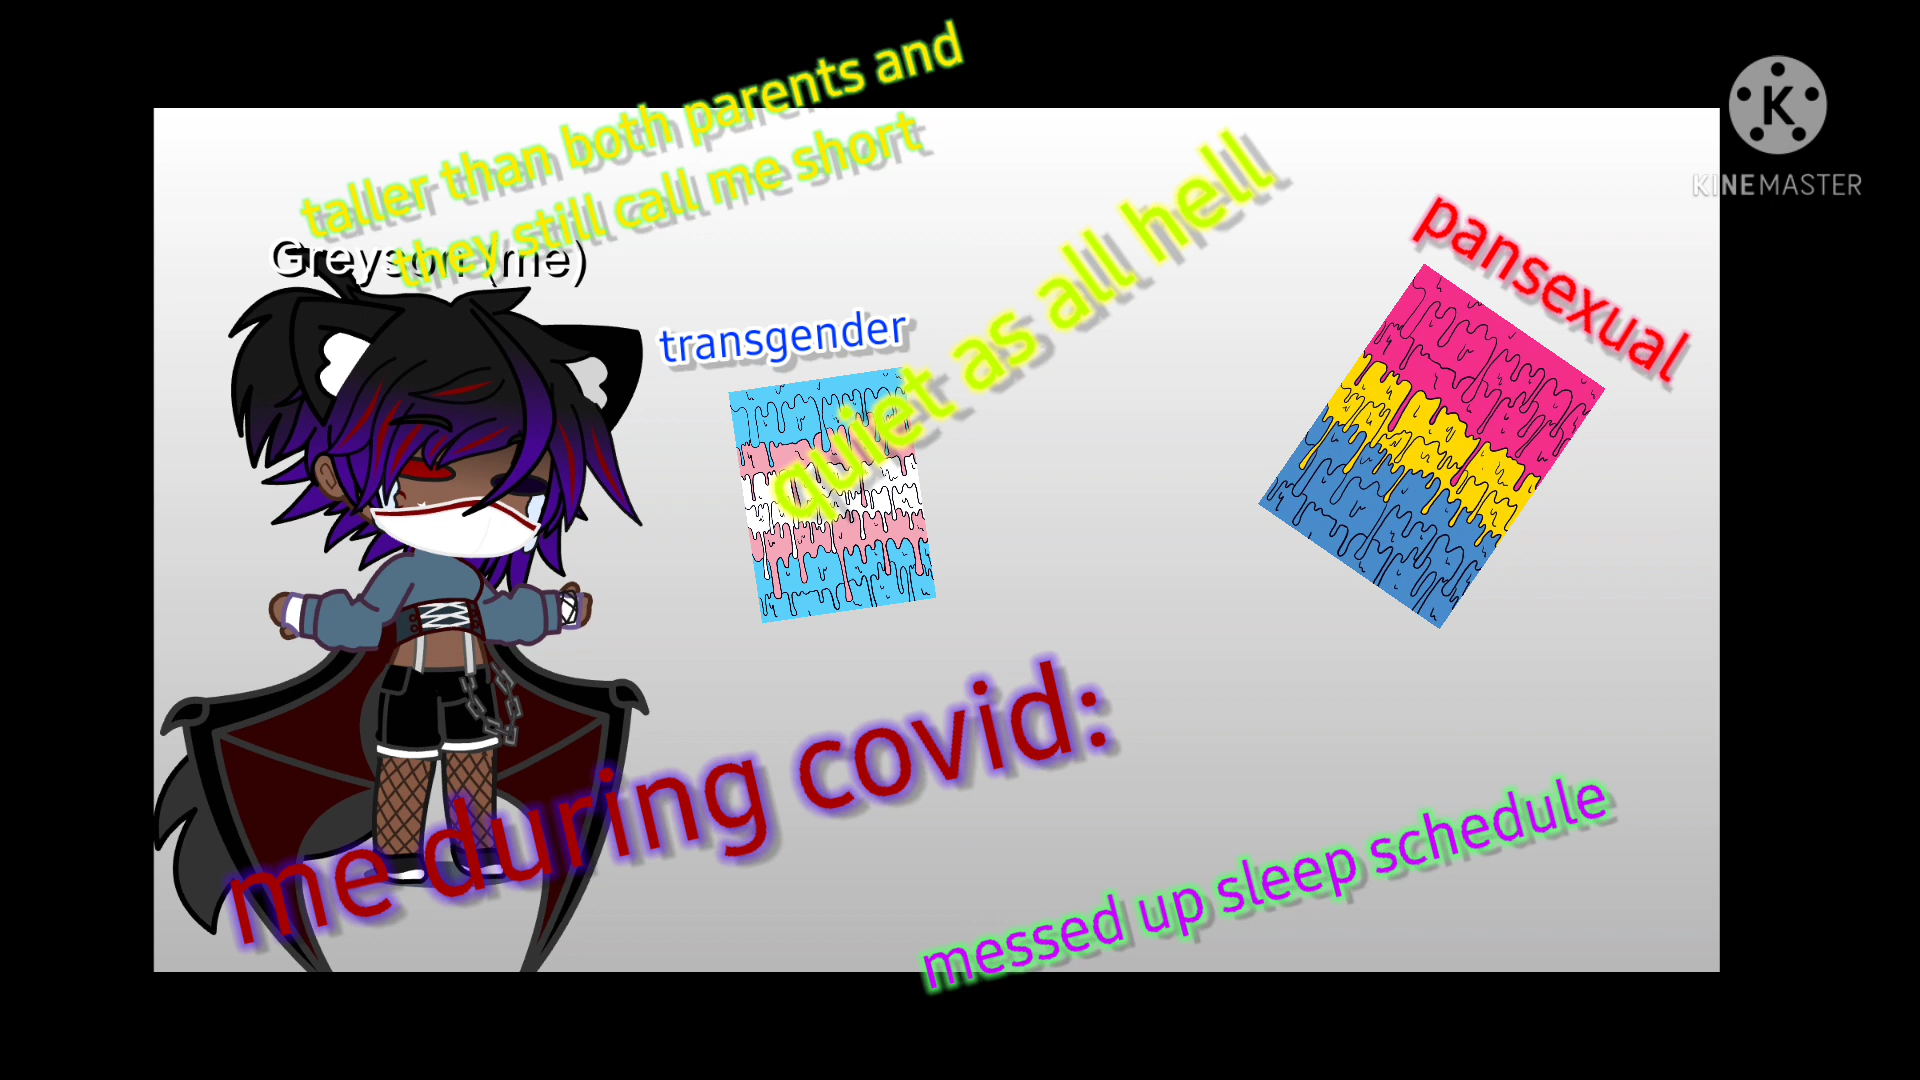 taller than both parents and
they still call me short
Greyson (me)
quiet as all hell
K
KINEMASTER
pansexual
transgender
me during covid:
messed up sleep schedule